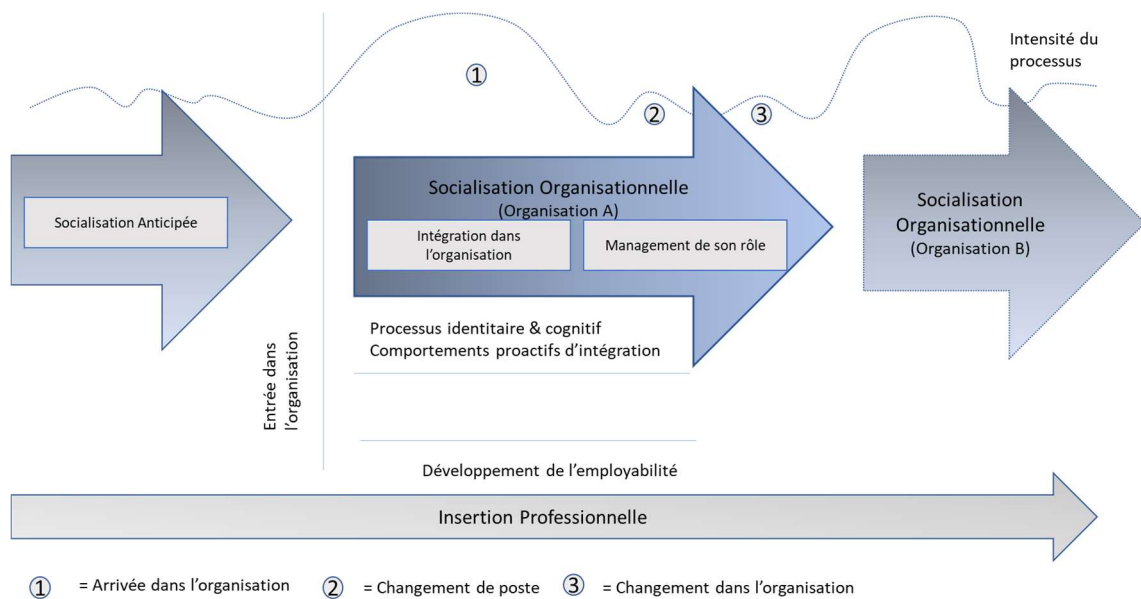 Intensité du
processus
1
2
3
Socialisation Anticipée
Socialisation Organisationnelle
(Organisation A)
Intégration dans
l’organisation
Management de son rôle
Socialisation
Organisationnelle
(Organisation B)
Entrée dans
l’organisation
Processus identitaire & cognitif
Comportements proactifs d’intégration
Développement de l’employabilité
Insertion Professionnelle
1 = Arrivée dans l’organisation 2 = Changement de poste 3 = Changement dans l’organisation